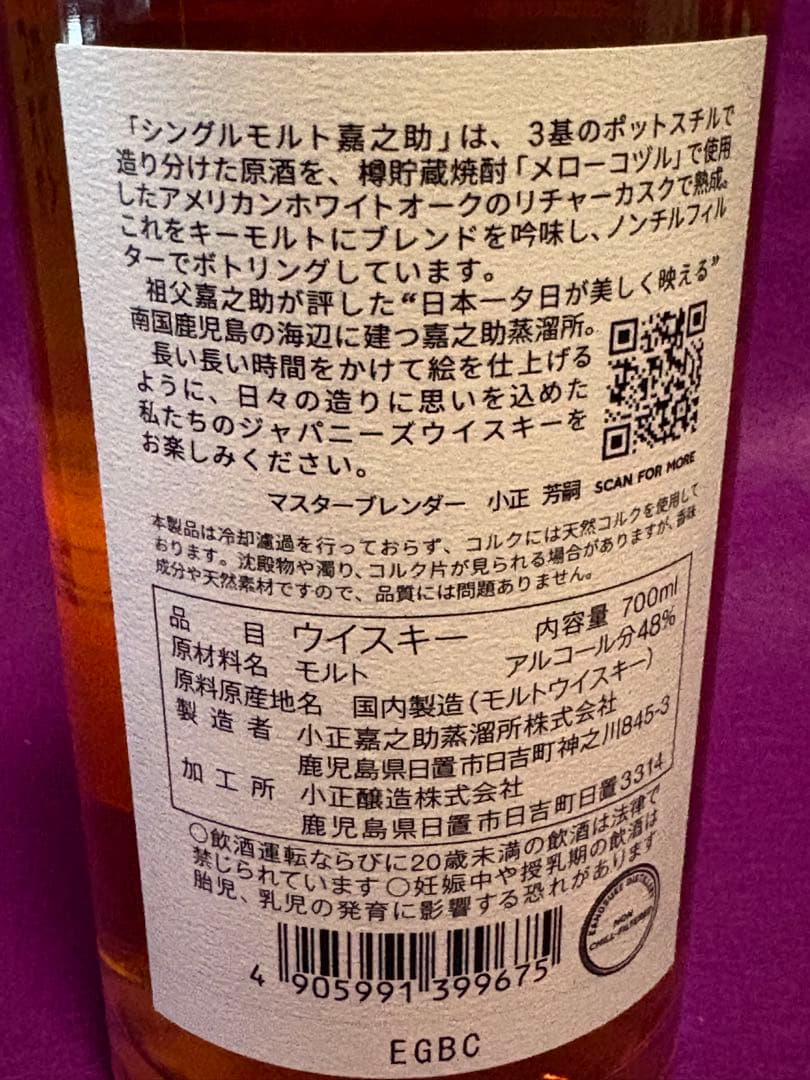 「シングルモルト嘉之助」は、3基のポットスチルで
造り分けた原酒を、樽貯蔵焼酎「メローコヅル」で使用
したアメリカンホワイトオークのリチャーカスクで熟成。
これをキーモルトにブレンドを吟味し、ノンチルフィル
ターでボトリングしています。
祖父嘉之助が評した“日本一夕日が美しく映える”
南国鹿児島の海辺に建つ嘉之助蒸溜所。
長い長い時間をかけて絵を仕上げる
ように、日々の造りに思いを込めた
私たちのジャパニーズウイスキーを
お楽しみください。
マスターブレンダー 小正 芳嗣
SCAN FOR MORE
本製品は冷却濾過を行っておらず、コルクには天然コルクを使用して
おります。沈殿物や濁り、コルク片が見られる場合がありますが、香味
成分や天然素材ですので、品質には問題ありません。
品目 ウイスキー 内容量 700ml
原材料名 モルト アルコール分48%
原料原産地名 国内製造(モルトウイスキー)
製造者 小正嘉之助蒸溜所株式会社
鹿児島県日置市日吉町神之川845-3
加工所 小正醸造株式会社
鹿児島県日置市日吉町日置3314
○飲酒運転ならびに20歳未満の飲酒は法律で
禁じられています○妊娠中や授乳期の飲酒は
胎児、乳児の発育に影響する恐れがあります
KANOSUKE DISTILLERY
NON
CHILL-FILTERED
4 905991 399675
EGBC